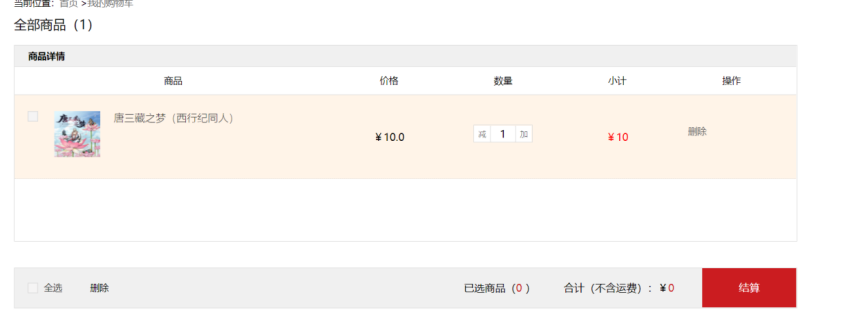 当前位置：首页 >我的购物车
全部商品（1）
商品详情
商品 价格 数量 小计 操作
唐三藏之梦（西行纪同人）
¥10.0 减 1 加 ¥10 删除
全选 删除 已选商品（0 ） 合计（不含运费）：¥0 结算